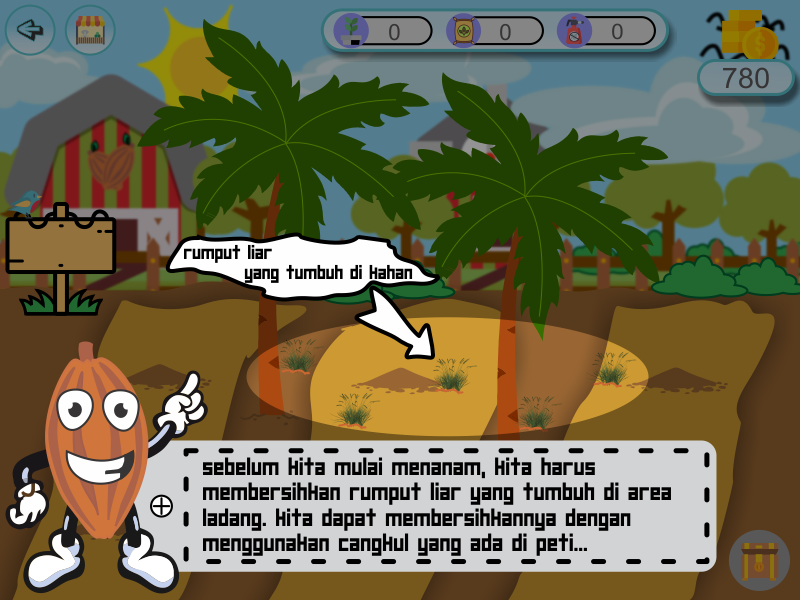 0
0
0
780
rumput liar
yang tumbuh di kahan
sebelum kita mulai menanam, kita harus
membersihkan rumput liar yang tumbuh di area
ladang. kita dapat membersihkannya dengan
menggunakan cangkul yang ada di peti...